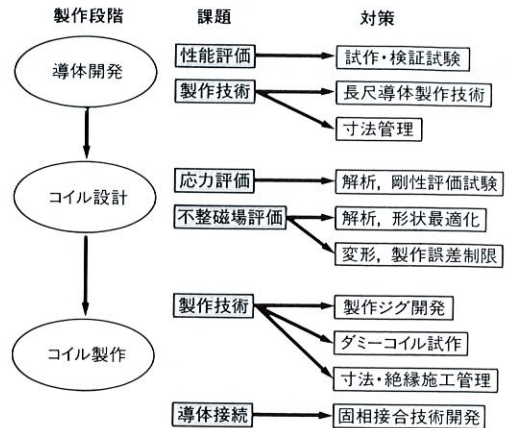 製作段階 課題 対策
導体開発
性能評価 試作・検証試験
製作技術 長尺導体製作技術
寸法管理
コイル設計
応力評価 解析,剛性評価試験
不整磁場評価 解析,形状最適化
変形,製作誤差制限
コイル製作
製作技術 製作ジグ開発
ダミーコイル試作
寸法・絶縁施工管理
導体接続 固相接合技術開発